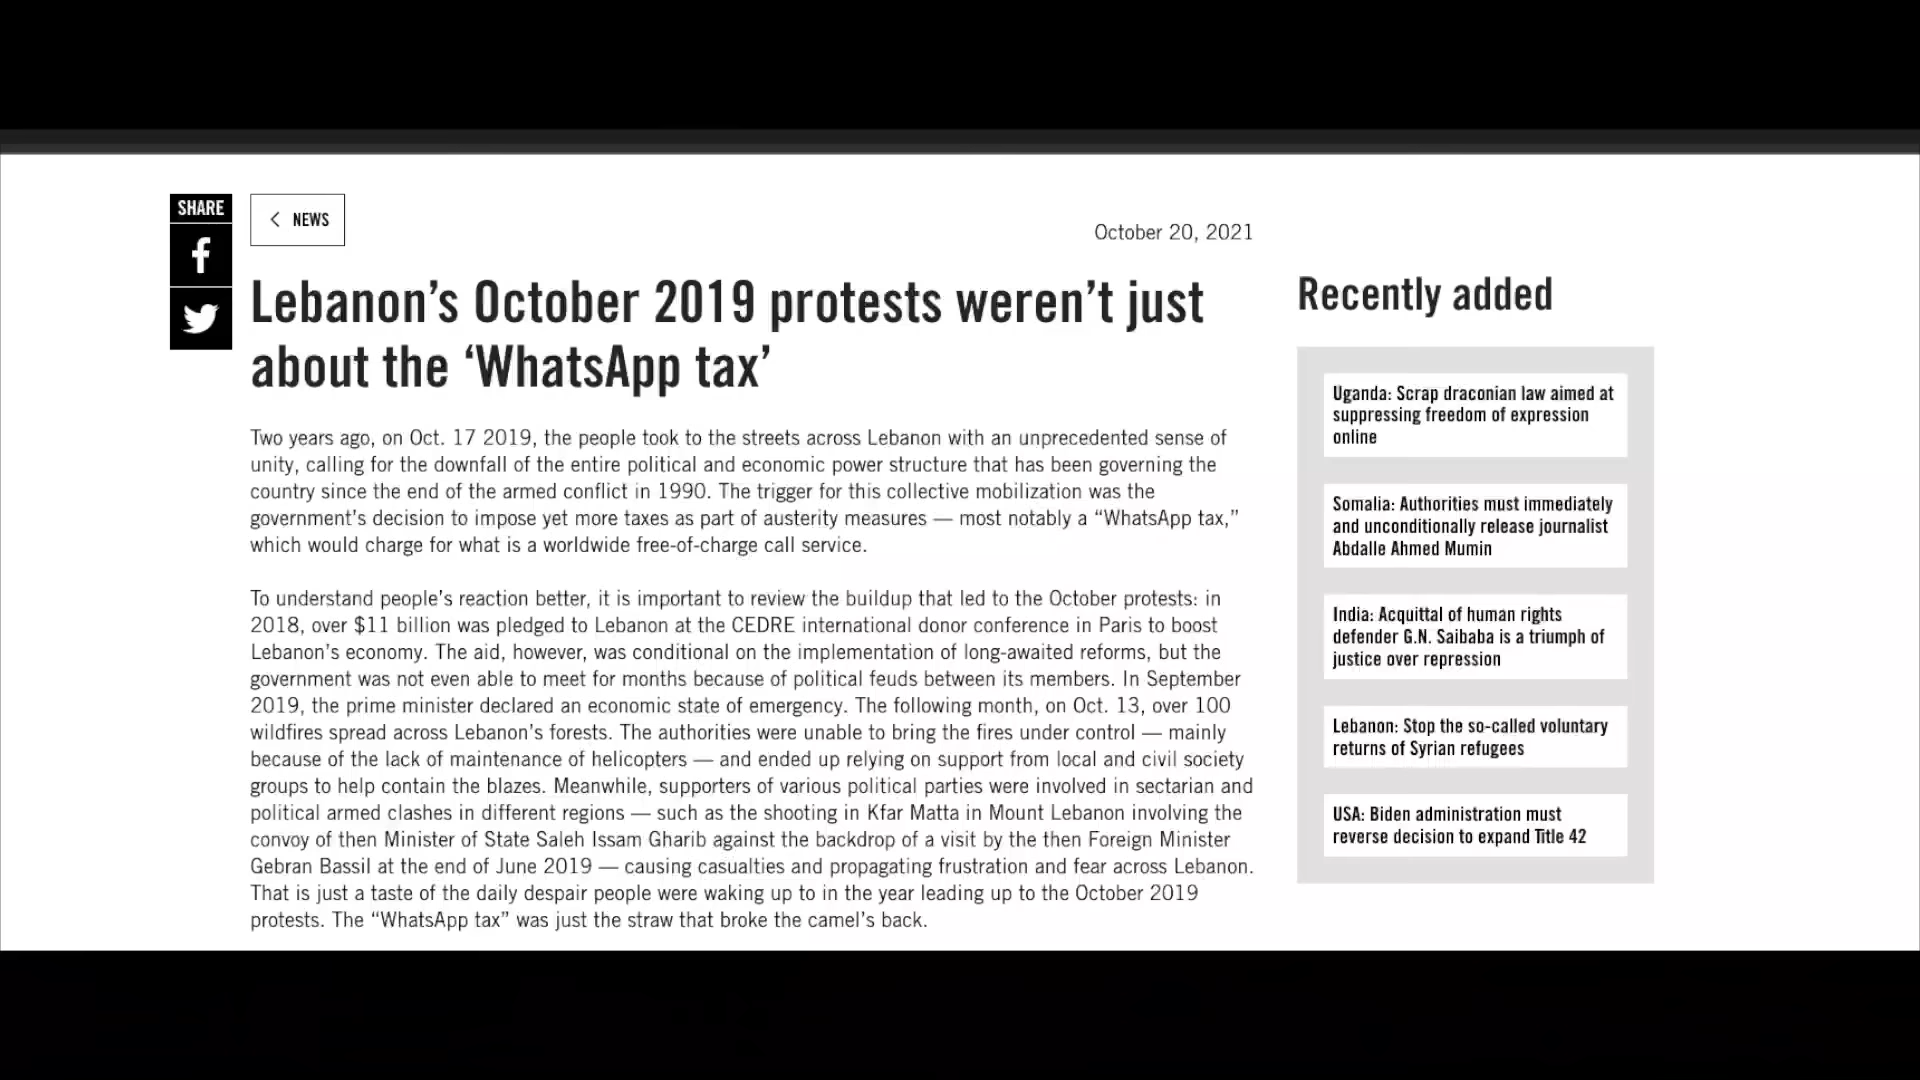 SHARE
NEWS
October 20, 2021
Lebanon’s October 2019 protests weren’t just
about the ‘WhatsApp tax’
Two years ago, on Oct. 17 2019, the people took to the streets across Lebanon with an unprecedented sense of
unity, calling for the downfall of the entire political and economic power structure that has been governing the
country since the end of the armed conflict in 1990. The trigger for this collective mobilization was the
government’s decision to impose yet more taxes as part of austerity measures — most notably a “WhatsApp tax,”
which would charge for what is a worldwide free-of-charge call service.
To understand people’s reaction better, it is important to review the buildup that led to the October protests: in
2018, over $11 billion was pledged to Lebanon at the CEDRE international donor conference in Paris to boost
Lebanon’s economy. The aid, however, was conditional on the implementation of long-awaited reforms, but the
government was not even able to meet for months because of political feuds between its members. In September
2019, the prime minister declared an economic state of emergency. The following month, on Oct. 13, over 100
wildfires spread across Lebanon’s forests. The authorities were unable to bring the fires under control — mainly
because of the lack of maintenance of helicopters — and ended up relying on support from local and civil society
groups to help contain the blazes. Meanwhile, supporters of various political parties were involved in sectarian and
political armed clashes in different regions — such as the shooting in Kfar Matta in Mount Lebanon involving the
convoy of then Minister of State Saleh Issam Gharib against the backdrop of a visit by the then Foreign Minister
Gebran Bassil at the end of June 2019 — causing casualties and propagating frustration and fear across Lebanon.
That is just a taste of the daily despair people were waking up to in the year leading up to the October 2019
protests. The “WhatsApp tax” was just the straw that broke the camel’s back.
Recently added
Uganda: Scrap draconian law aimed at
suppressing freedom of expression
online
Somalia: Authorities must immediately
and unconditionally release journalist
Abdalle Ahmed Mumin
India: Acquittal of human rights
defender G.N. Saibaba is a triumph of
justice over repression
Lebanon: Stop the so-called voluntary
returns of Syrian refugees
USA: Biden administration must
reverse decision to expand Title 42